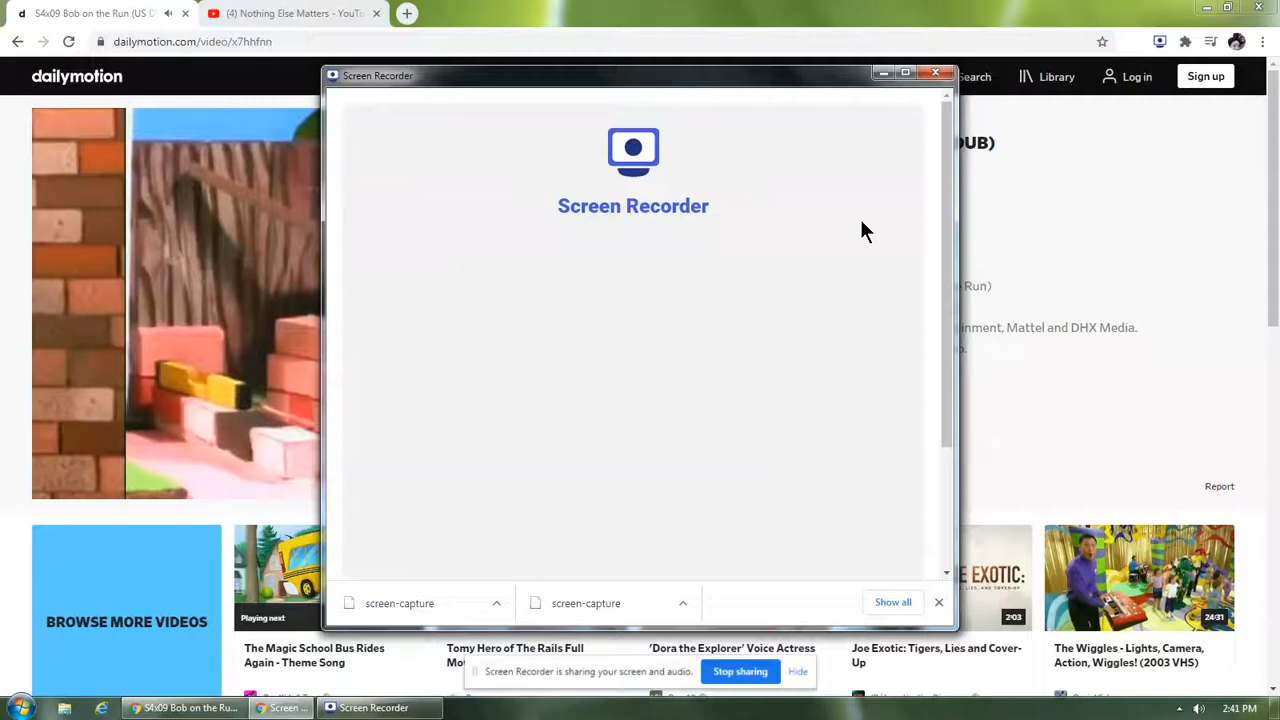 S4x09 Bob on the Run (US D
(4) Nothing Else Matters - YouTu
dailymotion.com/video/x7hhfnn
dailymotion
Search
Library
Log in
Sign up
Screen Recorder
Screen Recorder
DUB)
Run)
inment, Mattel and DHX Media.
Report
screen-capture
screen-capture
Show all
BROWSE MORE VIDEOS
Playing next
EXOTIC:
2:03
24:31
The Magic School Bus Rides
Again - Theme Song
Tomy Hero of The Rails Full
Mo
'Dora the Explorer' Voice Actress
Joe Exotic: Tigers, Lies and Cover-
Up
The Wiggles - Lights, Camera,
Action, Wiggles! (2003 VHS)
Screen Recorder is sharing your screen and audio.
Stop sharing
Hide
S4x09 Bob on the Ru...
Screen ...
Screen Recorder
2:41 PM